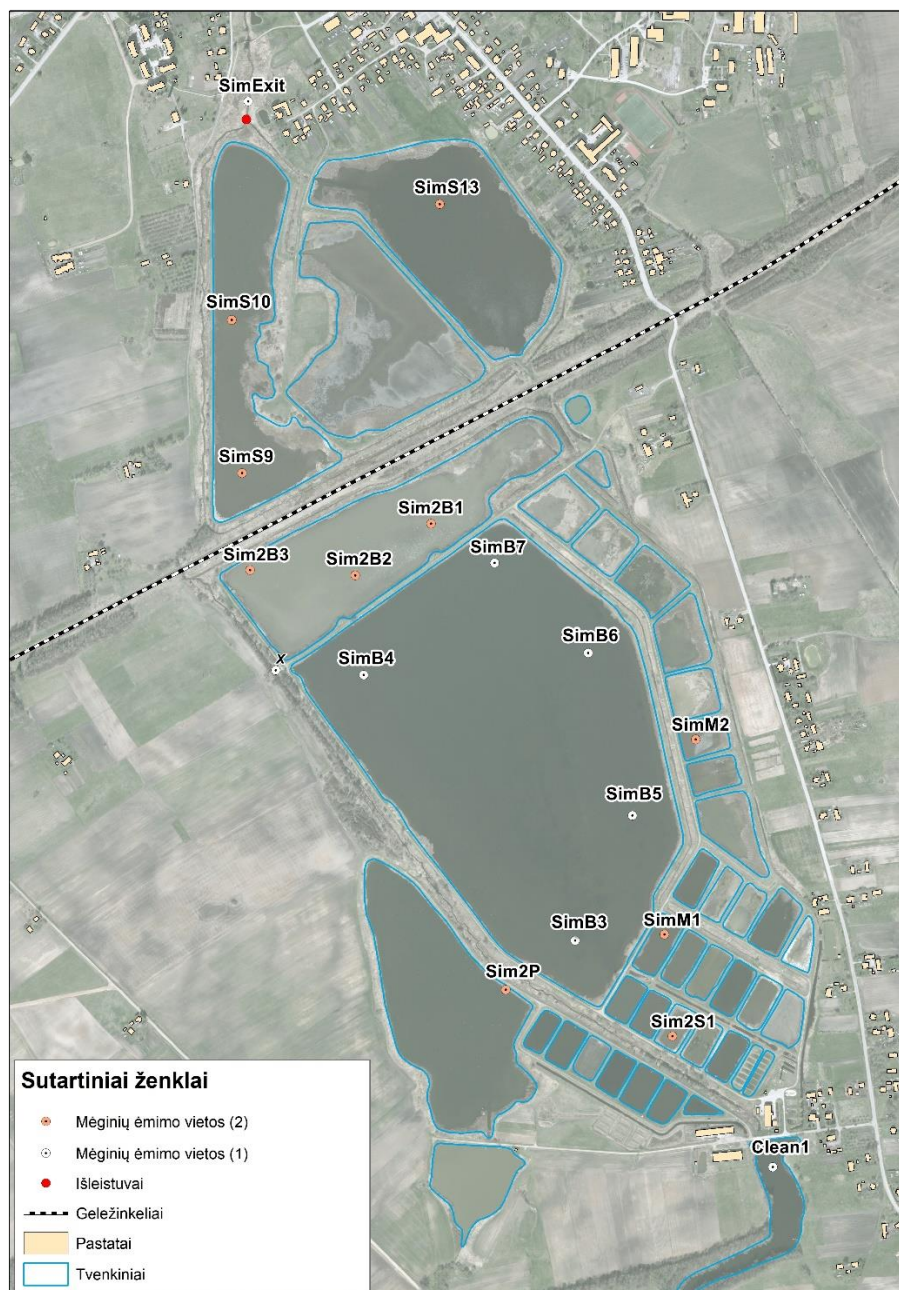 SimExit
SimS13
SimS10
SimS9
Sim2B1
Sim2B3
Sim2B2
SimB7
SimB6
x
SimB4
SimM2
SimB5
SimM1
SimB3
Sim2P
Sim2S1
Clean1
Sutartiniai ženklai
Mėginių ėmimo vietos (2)
Mėginių ėmimo vietos (1)
Išleistuvai
Geležinkeliai
Pastatai
Tvenkiniai